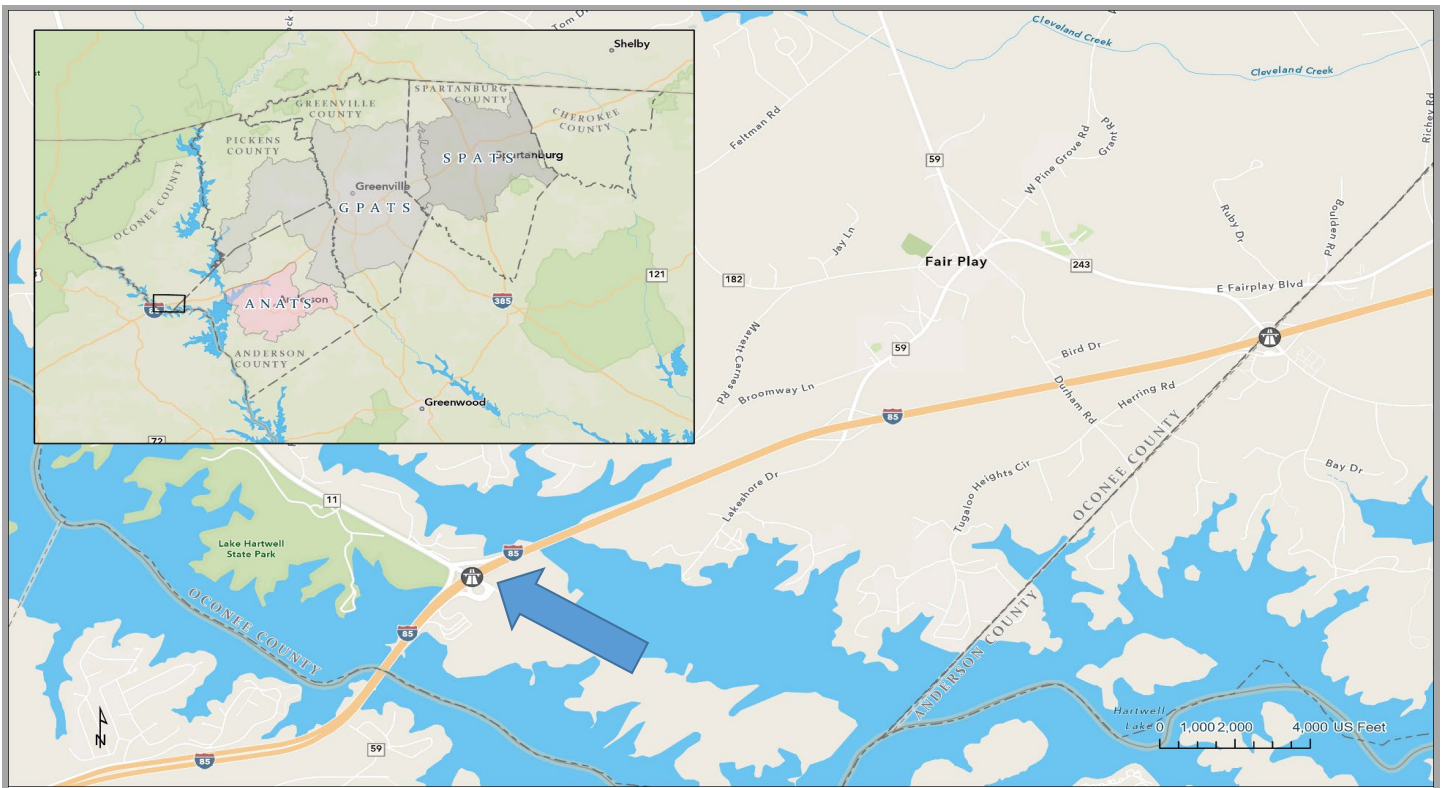 Tom D
Cleveland Creek
Cleveland Creek
Shelby
SPARTANBURG
COUNTY
GREENVILLE
COUNTY
CHEROKEE
COUNTY
PICKENS
COUNTY
SPATS
Spartanburg
OCONEE COUNTY
Greenville
GPATS
121
385
ANATS
Anderson
ANDERSON
COUNTY
Greenwood
72
Feltman Rd
59
W Pine Grove Rd
Grant Rd
Richey Rd
Jay Ln
Ruby Dr
Boulden Rd
Fair Play
182
243
E Fairplay Blvd
Marett Carnes Rd
59
Bird Dr
Broomway Ln
85
Durham Rd
Herring Rd
OCONEE COUNTY
Lakeshore Dr
Tugaloo Heights Cir
Bay Dr
11
Lake Hartwell
State Park
85
OCONEE COUNTY
85
ANDERSON COUNTY
Hartwell
Lake
0 1,000 2,000 4,000 US Feet
N
59
85